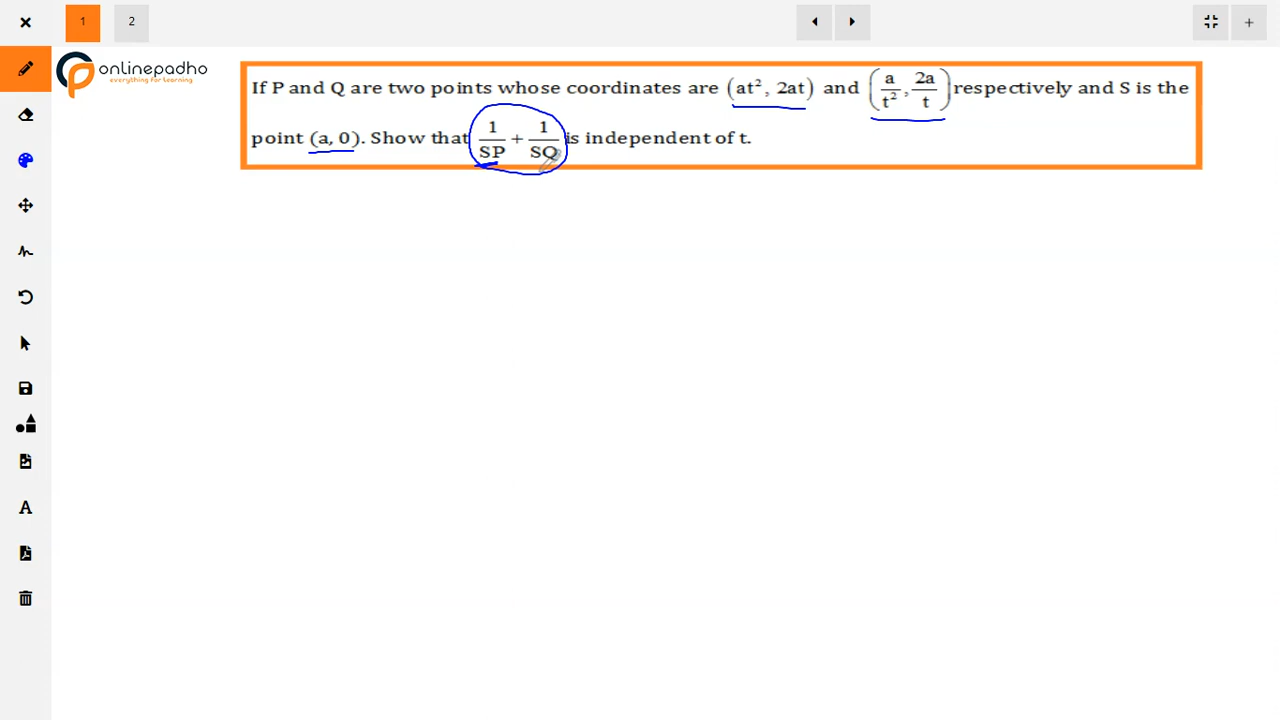 1 2
onlinepadho
everything for learning
If P and Q are two points whose coordinates are (at², 2at) and (a/t², 2a/t) respectively and S is the
point (a, 0). Show that 1/SP + 1/SQ is independent of t.
A